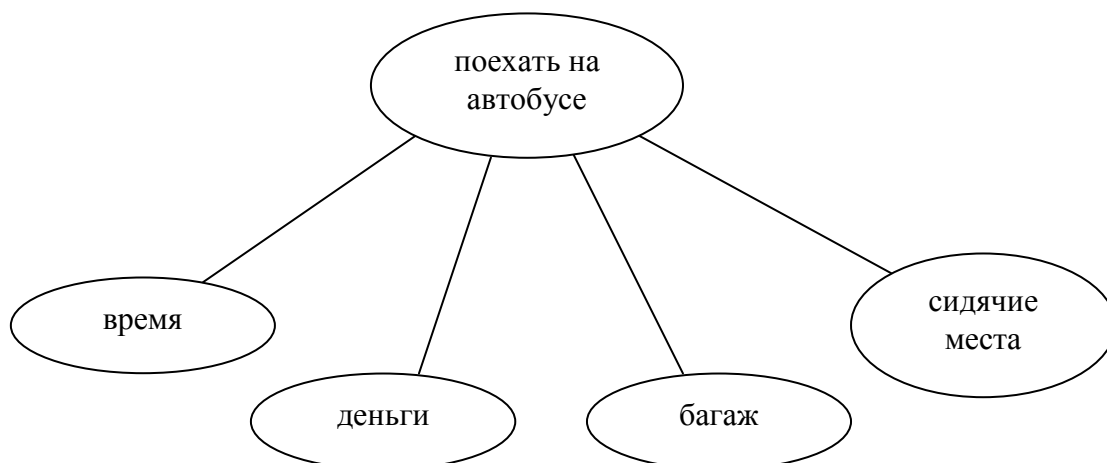 поехать на
автобусе
время
сидячие
места
деньги
багаж